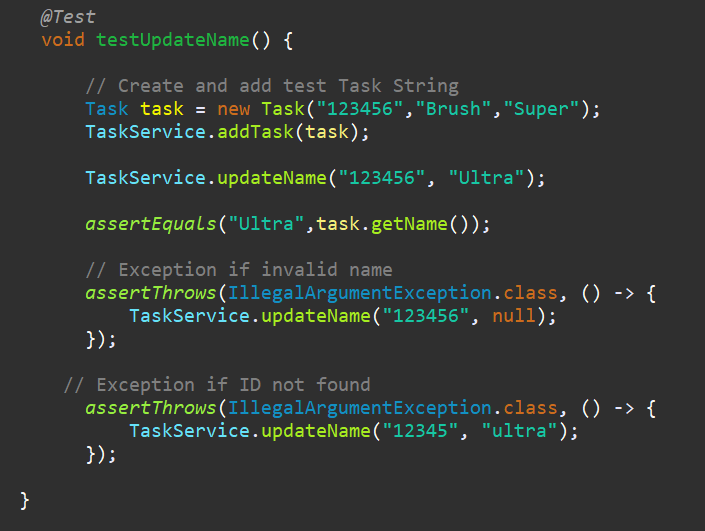 @Test
void testUpdateName() {
// Create and add test Task String
Task task = new Task("123456","Brush","Super");
TaskService.addTask(task);
TaskService.updateName("123456", "Ultra");
assertEquals("Ultra",task.getName());
// Exception if invalid name
assertThrows(IllegalArgumentException.class, () -> {
TaskService.updateName("123456", null);
});
// Exception if ID not found
assertThrows(IllegalArgumentException.class, () -> {
TaskService.updateName("12345", "ultra");
});
}